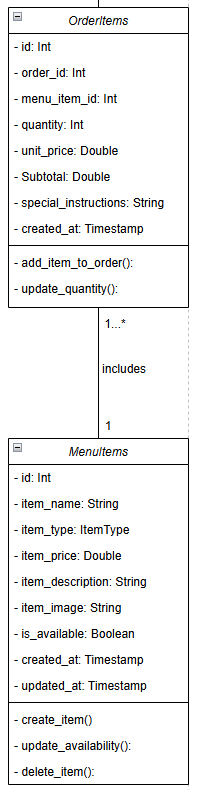 OrderItems
- id: Int
- order_id: Int
- menu_item_id: Int
- quantity: Int
- unit_price: Double
- Subtotal: Double
- special_instructions: String
- created_at: Timestamp
- add_item_to_order():
- update_quantity():
1...*
includes
1
MenuItems
- id: Int
- item_name: String
- item_type: ItemType
- item_price: Double
- item_description: String
- item_image: String
- is_available: Boolean
- created_at: Timestamp
- updated_at: Timestamp
- create_item()
- update_availability():
- delete_item():